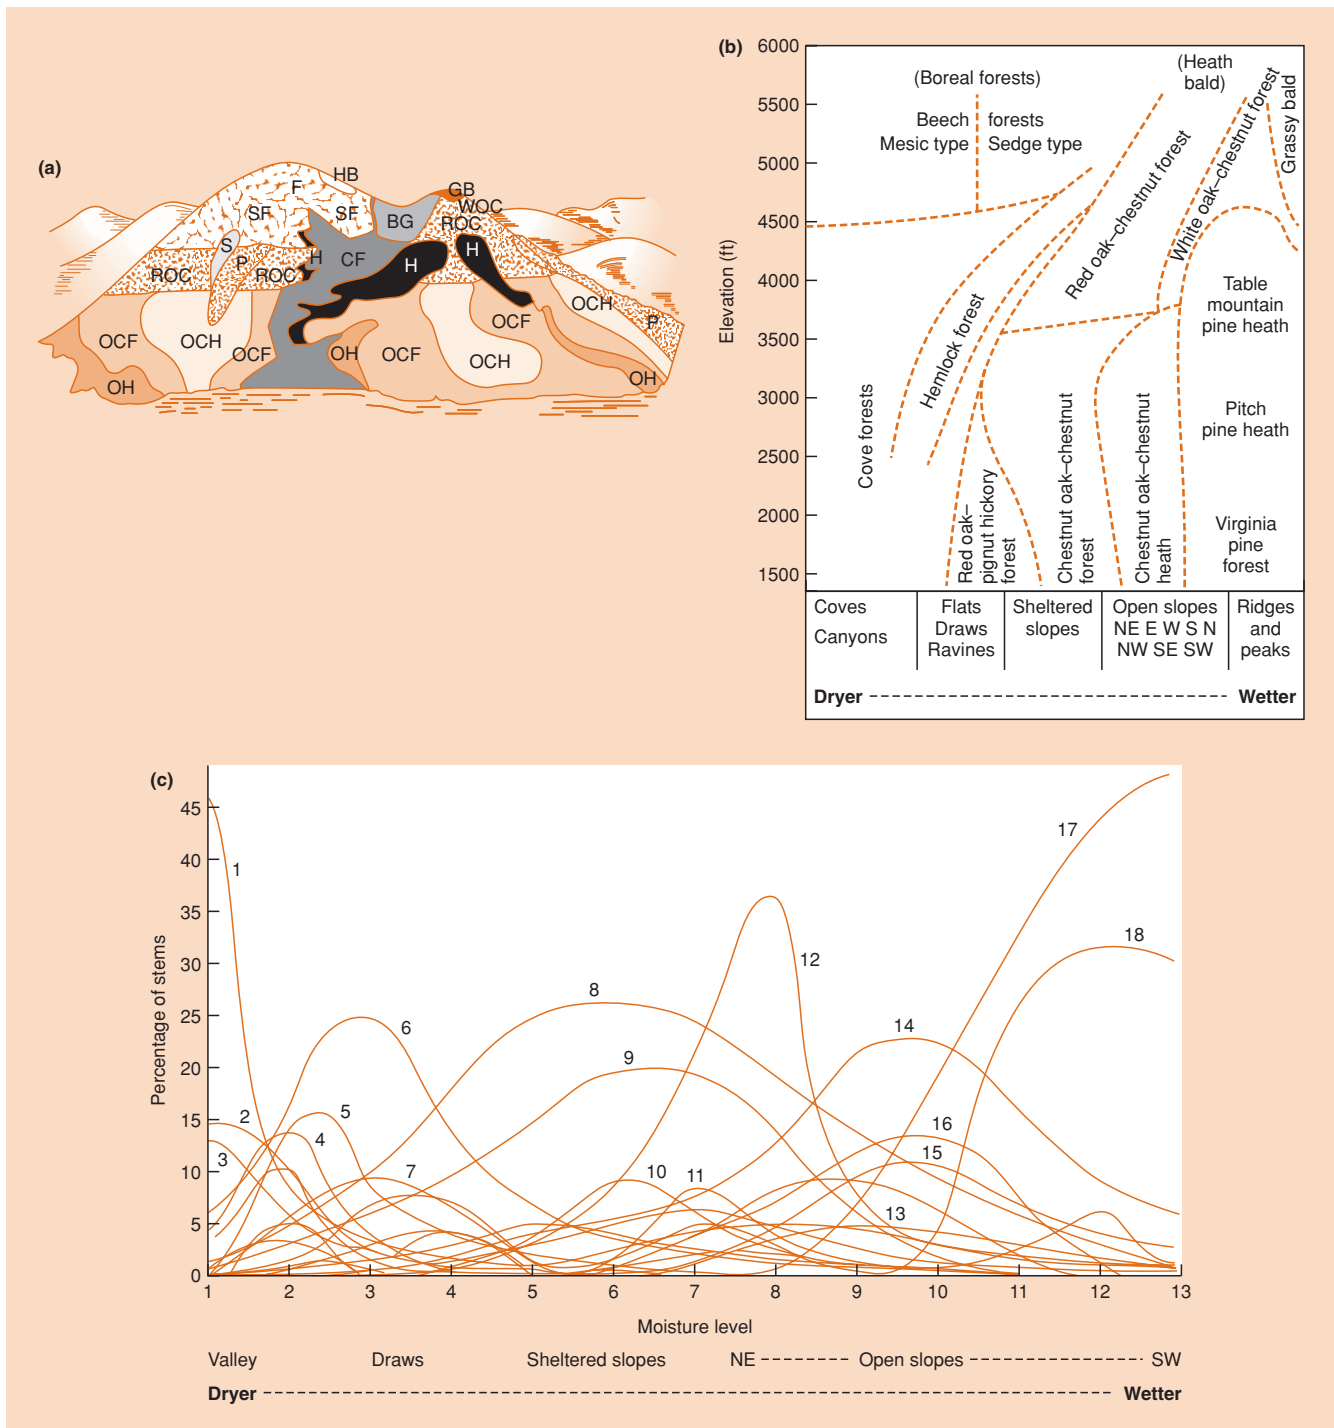 (a)
HB
F
SF
SF
GB
WOC
ROC
BG
S
P
H
CF
H
H
ROC
ROC
OCH
OCF
P
OCF
OCH
OCF
OH
OCF
OCH
OH
OH
(b)
6000
5500
5000
4500
4000
3500
3000
2500
2000
1500
Elevation (ft)
(Boreal forests)
(Heath
bald)
Beech forests
Mesic type Sedge type
Grassy bald
White oak–chestnut forest
Red oak–chestnut forest
Hemlock forest
Cove forests
Table
mountain
pine heath
Pitch
pine heath
Virginia
pine
forest
Red oak–
pignut hickory
forest
Chestnut oak–chestnut
forest
Chestnut oak–chestnut
heath
Coves
Canyons
Flats
Draws
Ravines
Sheltered
slopes
Open slopes
NE E W S N
NW SE SW
Ridges
and
peaks
Dryer Wetter
(c)
45
40
35
30
25
20
15
10
5
0
Percentage of stems
1
2
3
4
5
6
7
8
9
10
11
12
13
14
15
16
17
18
1 2 3 4 5 6 7 8 9 10 11 12 13
Moisture level
Valley Draws Sheltered slopes NE Open slopes SW
Dryer Wetter